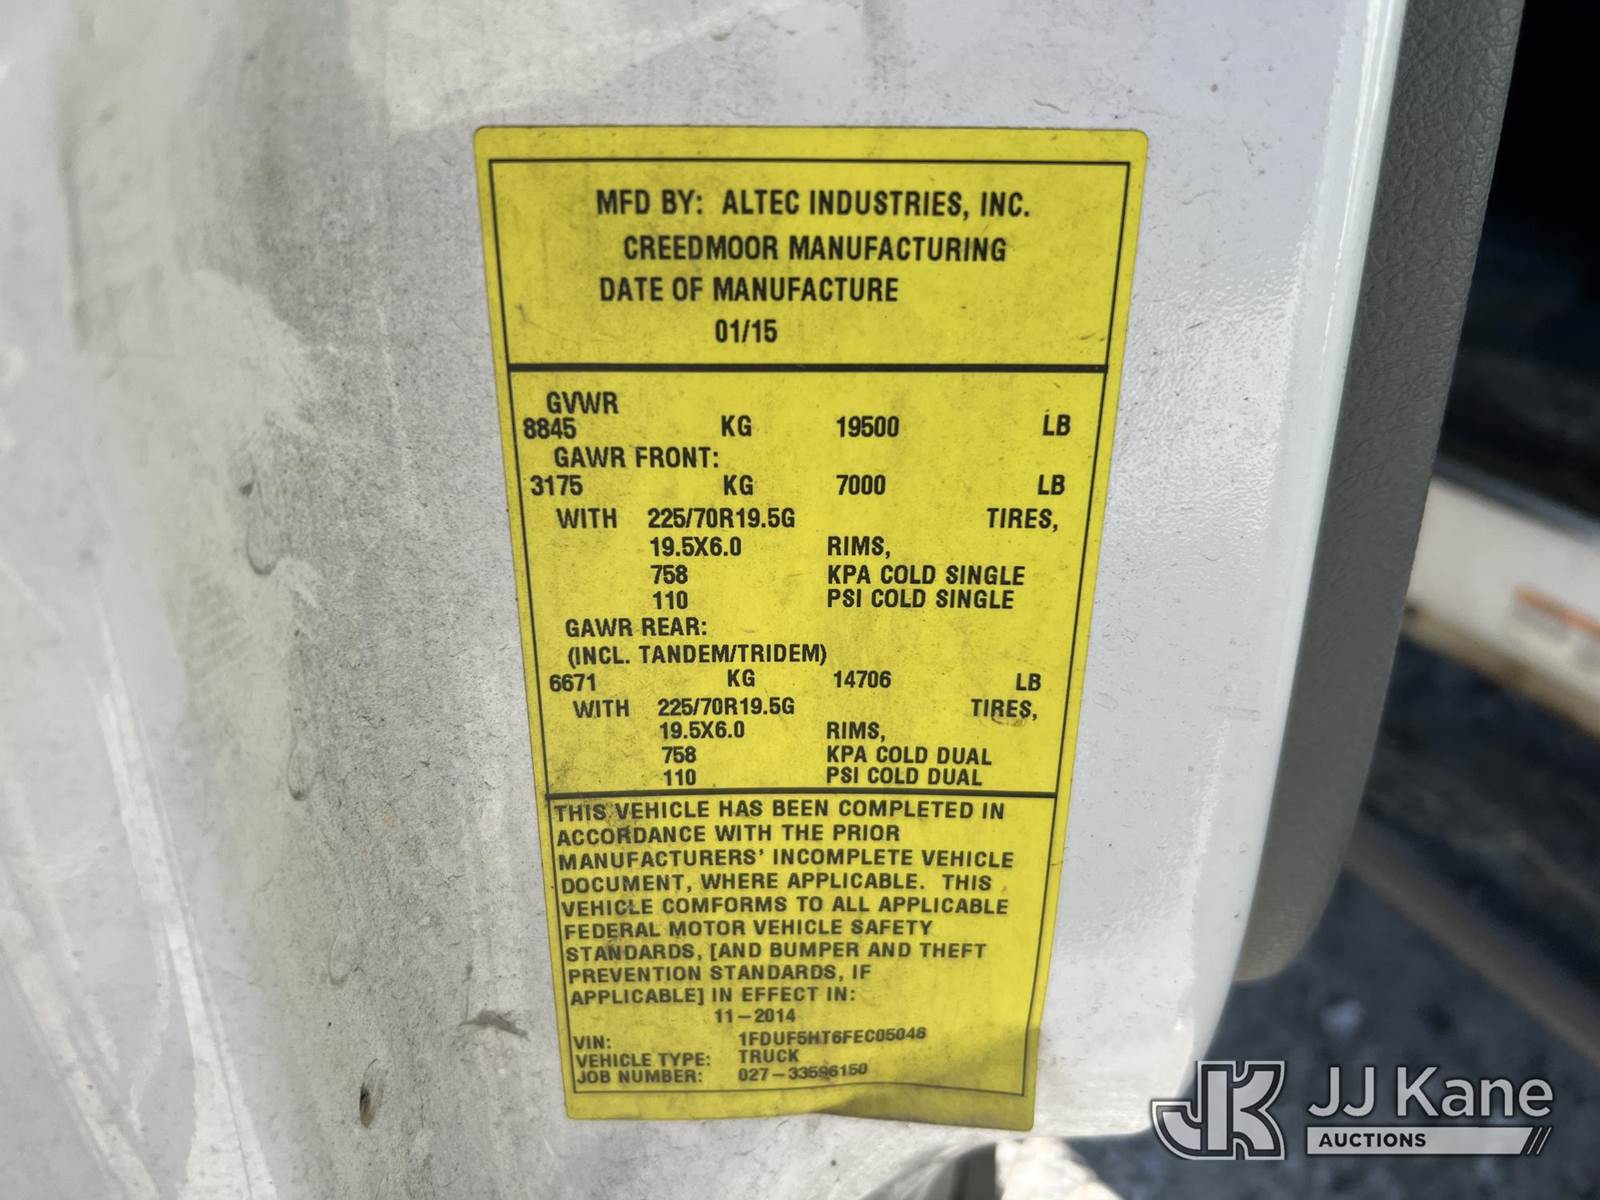 MFD BY: ALTEC INDUSTRIES, INC.
CREEDMOOR MANUFACTURING
DATE OF MANUFACTURE
01/15
GVWR
8845 KG 19500 LB
GAWR FRONT:
3175 KG 7000 LB
WITH 225/70R19.5G TIRES,
19.5X6.0 RIMS,
758 KPA COLD SINGLE
110 PSI COLD SINGLE
GAWR REAR:
(INCL. TANDEM/TRIDEM)
6671 KG 14706 LB
WITH 225/70R19.5G TIRES,
19.5X6.0 RIMS,
758 KPA COLD DUAL
110 PSI COLD DUAL
THIS VEHICLE HAS BEEN COMPLETED IN
ACCORDANCE WITH THE PRIOR
MANUFACTURERS' INCOMPLETE VEHICLE
DOCUMENT, WHERE APPLICABLE. THIS
VEHICLE COMFORMS TO ALL APPLICABLE
FEDERAL MOTOR VEHICLE SAFETY
STANDARDS, [AND BUMPER AND THEFT
PREVENTION STANDARDS, IF
APPLICABLE] IN EFFECT IN:
11-2014
VIN: 1FDUF5HT6FEC05046
VEHICLE TYPE: TRUCK
JOB NUMBER: 027-33596150
JK JJ Kane
AUCTIONS